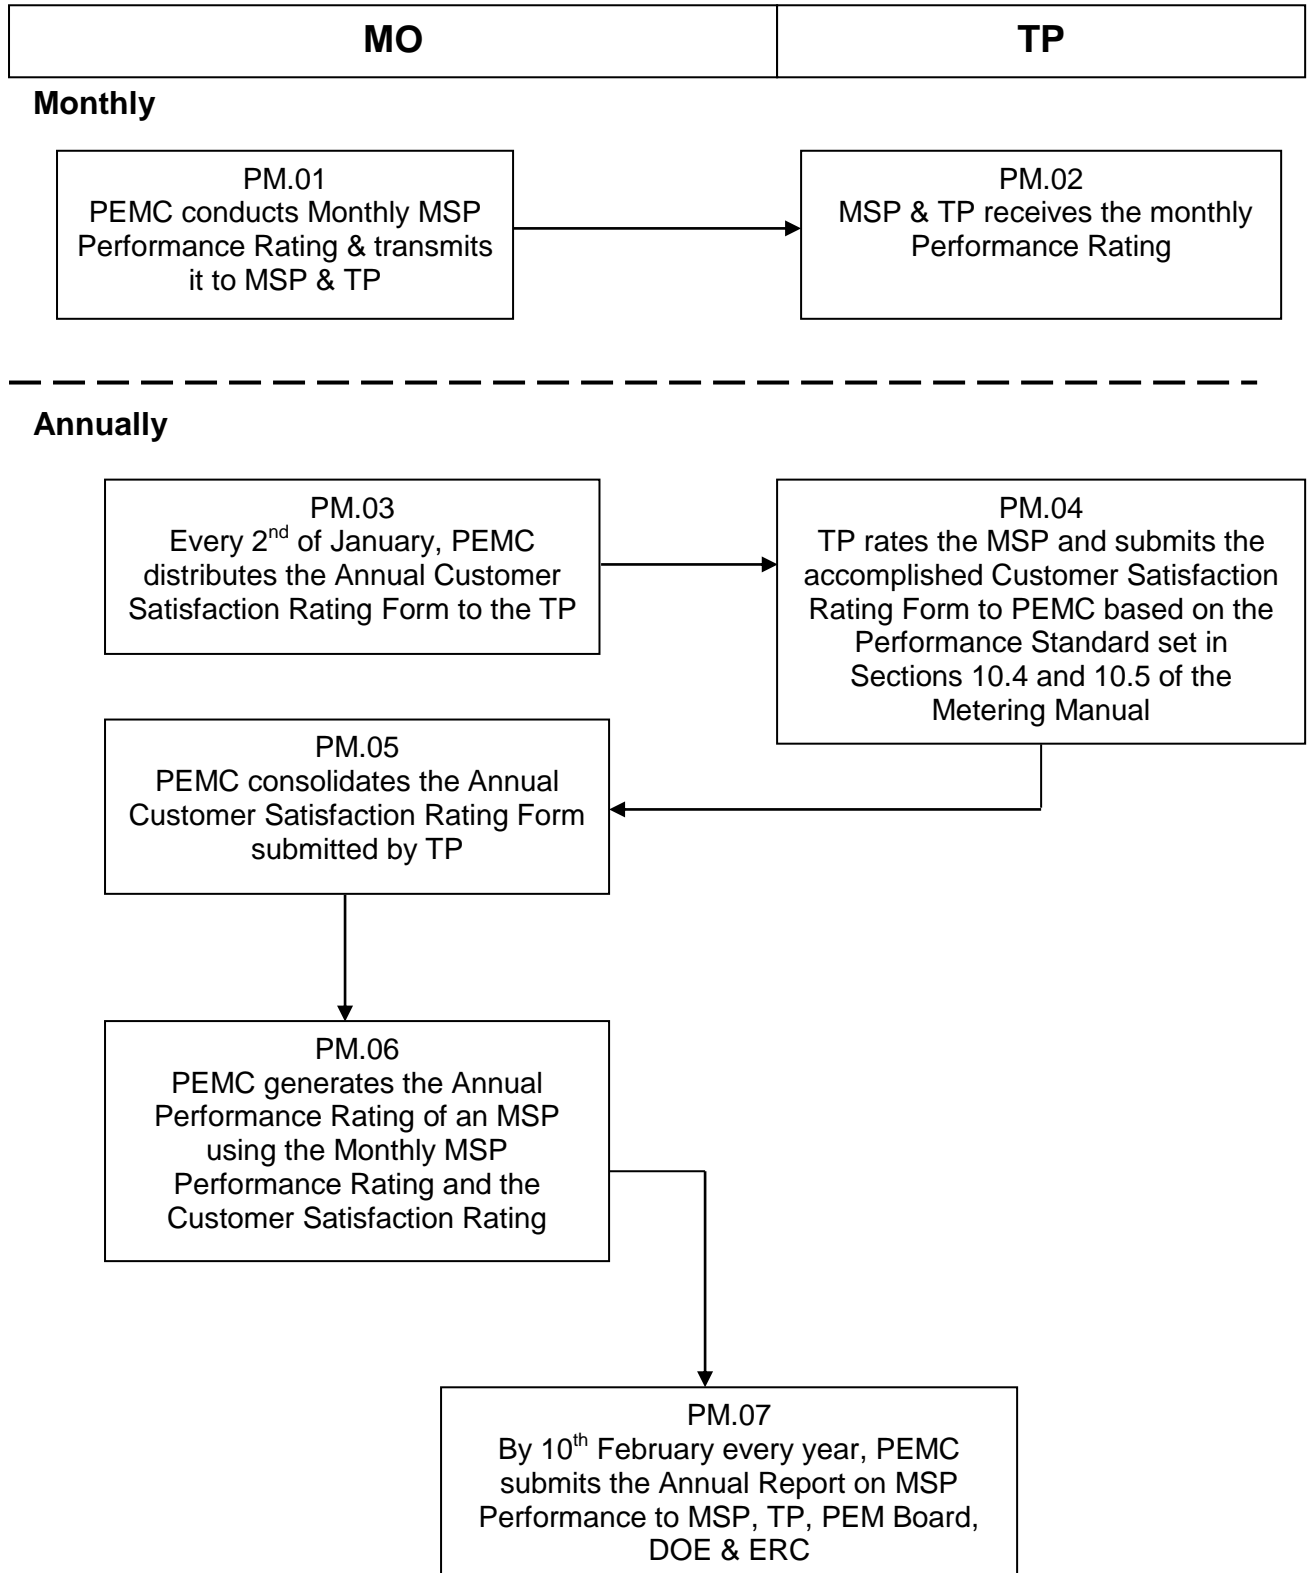 MO
TP
Monthly
PM.01
PEMC conducts Monthly MSP
Performance Rating & transmits
it to MSP & TP
PM.02
MSP & TP receives the monthly
Performance Rating
Annually
PM.03
Every 2nd of January, PEMC
distributes the Annual Customer
Satisfaction Rating Form to the TP
PM.04
TP rates the MSP and submits the
accomplished Customer Satisfaction
Rating Form to PEMC based on the
Performance Standard set in
Sections 10.4 and 10.5 of the
Metering Manual
PM.05
PEMC consolidates the Annual
Customer Satisfaction Rating Form
submitted by TP
PM.06
PEMC generates the Annual
Performance Rating of an MSP
using the Monthly MSP
Performance Rating and the
Customer Satisfaction Rating
PM.07
By 10th February every year, PEMC
submits the Annual Report on MSP
Performance to MSP, TP, PEM Board,
DOE & ERC